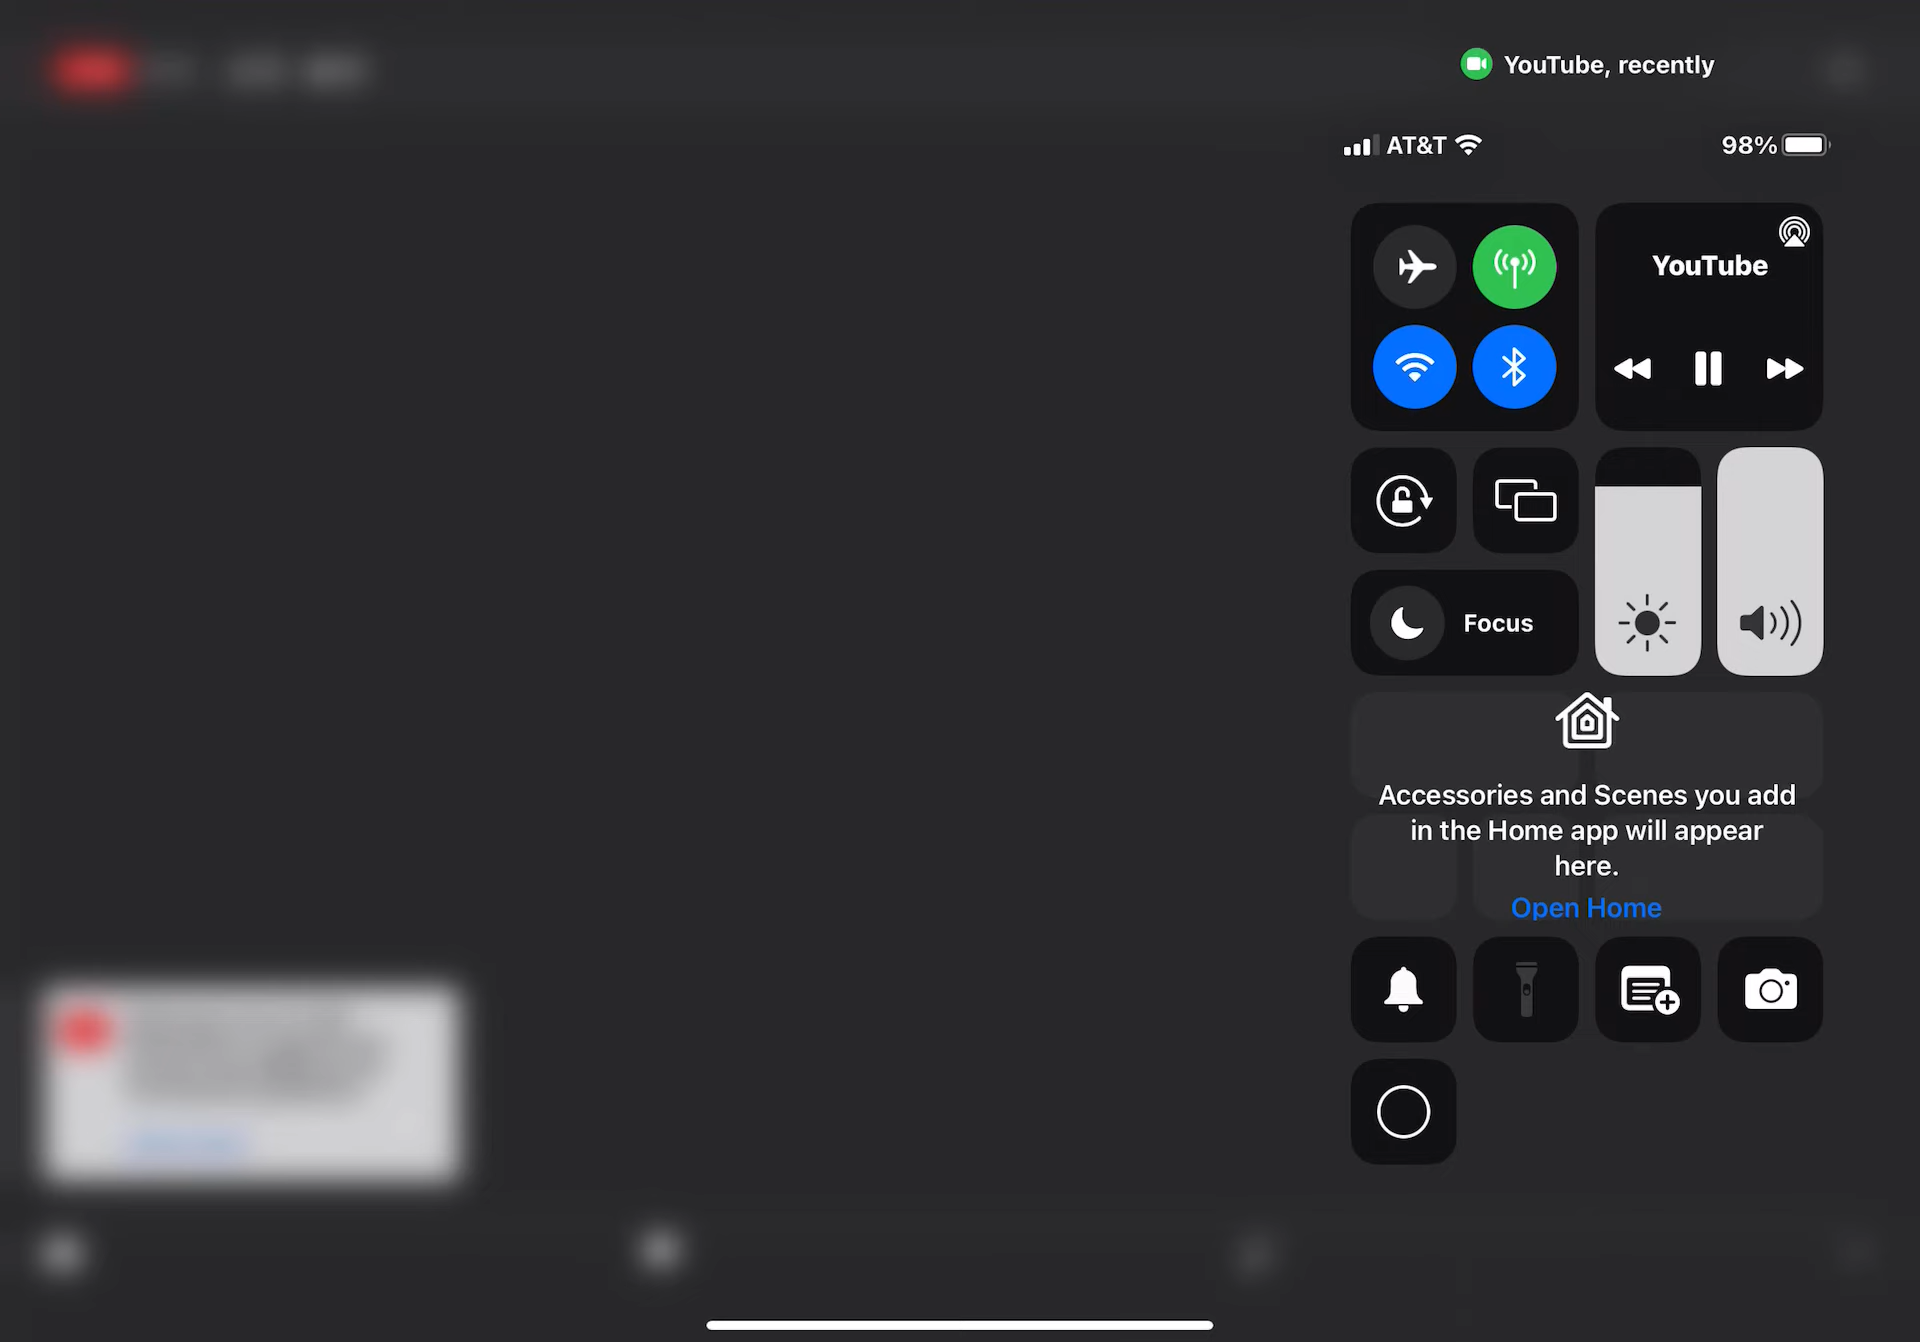 YouTube, recently
AT&T
98%
YouTube
Focus
Accessories and Scenes you add
in the Home app will appear
here.
Open Home